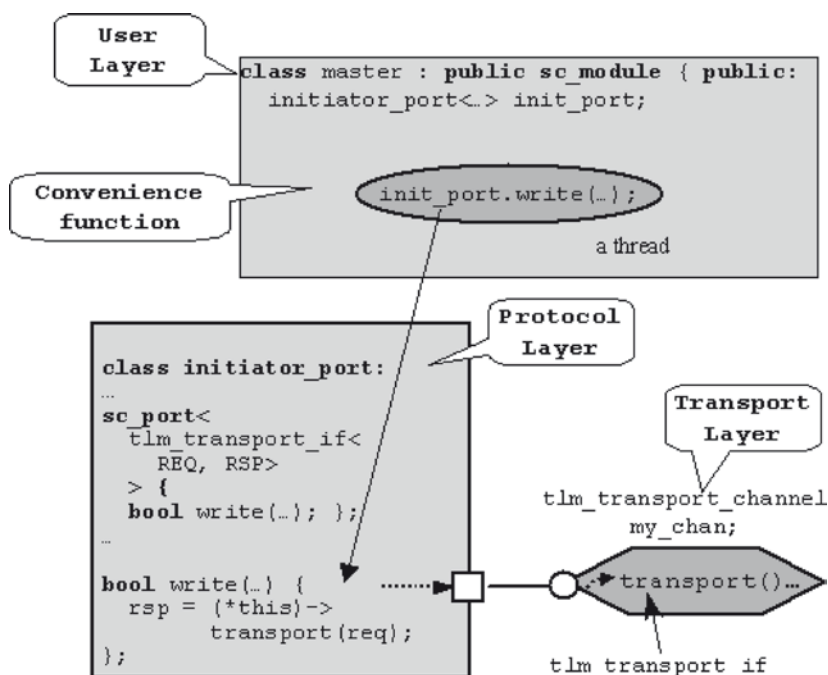 User
Layer
class master : public sc_module { public:
initiator_port<…> init_port;
Convenience
function
init_port.write(…);
a thread
Protocol
Layer
class initiator_port:
…
sc_port<
tlm_transport_if<
REQ, RSP>
> {
bool write(…); };
…
bool write(…) {
rsp = (*this)->
transport(req);
};
Transport
Layer
tlm_transport_channel
my_chan;
transport()…
tlm transport if